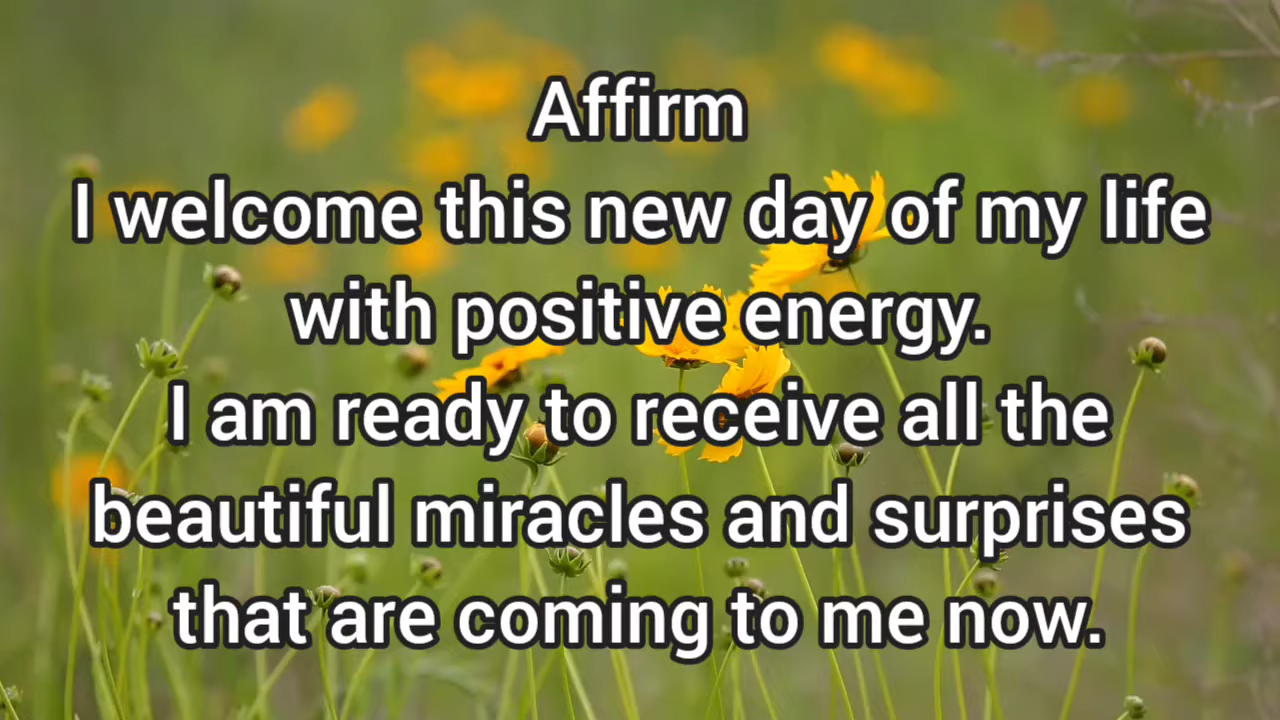 Affirm
I welcome this new day of my life
with positive energy.
I am ready to receive all the
beautiful miracles and surprises
that are coming to me now.